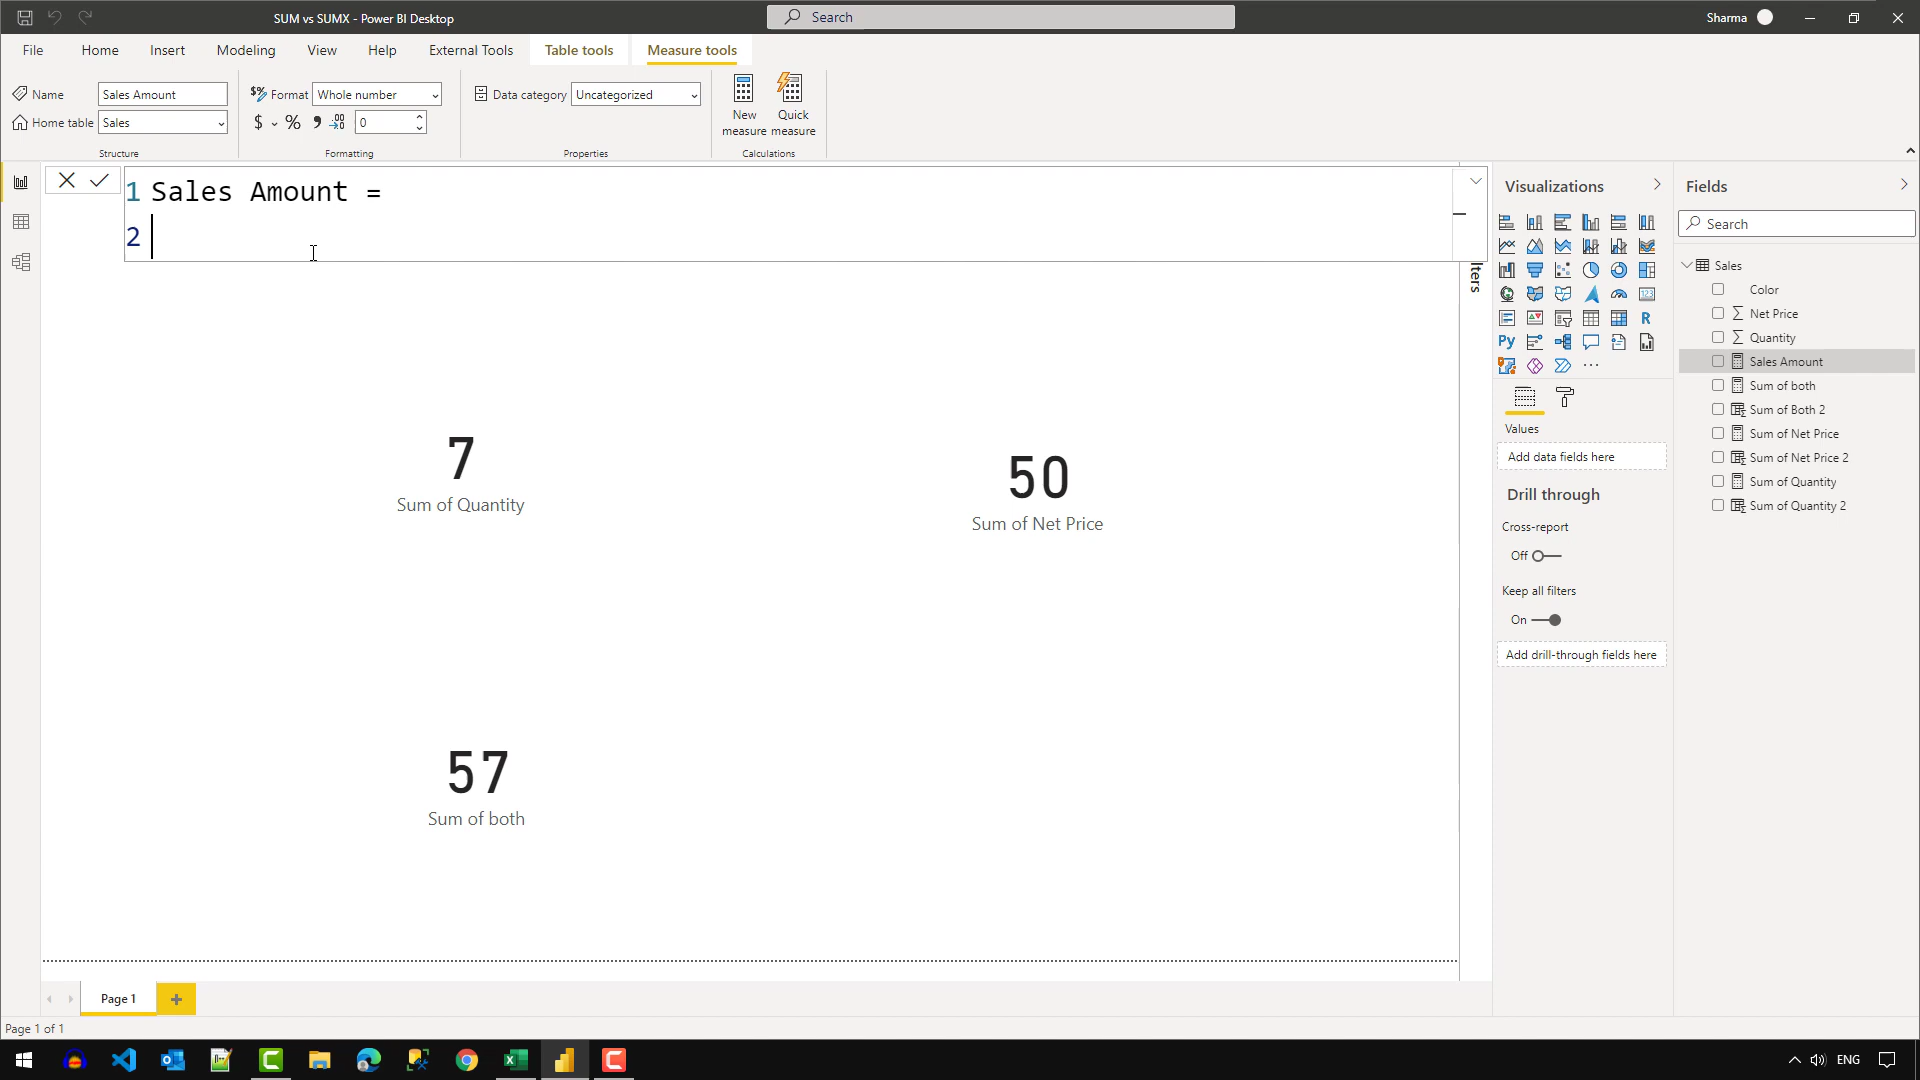 SUM vs SUMX - Power BI Desktop
Search
Sharma
File Home Insert Modeling View Help External Tools Table tools Measure tools
Name Sales Amount
Home table Sales
Structure
$% Format Whole number
$ % 9 .00 0
Formatting
Data category Uncategorized
Properties
New measure
Quick measure
Calculations
1 Sales Amount =
2
7
Sum of Quantity
50
Sum of Net Price
57
Sum of both
lters
Visualizations
123
R
Py
...
Values
Add data fields here
Drill through
Cross-report
Off
Keep all filters
On
Add drill-through fields here
Fields
Search
Sales
Color
Net Price
Quantity
Sales Amount
Sum of both
Sum of Both 2
Sum of Net Price
Sum of Net Price 2
Sum of Quantity
Sum of Quantity 2
Page 1
+
Page 1 of 1
ENG